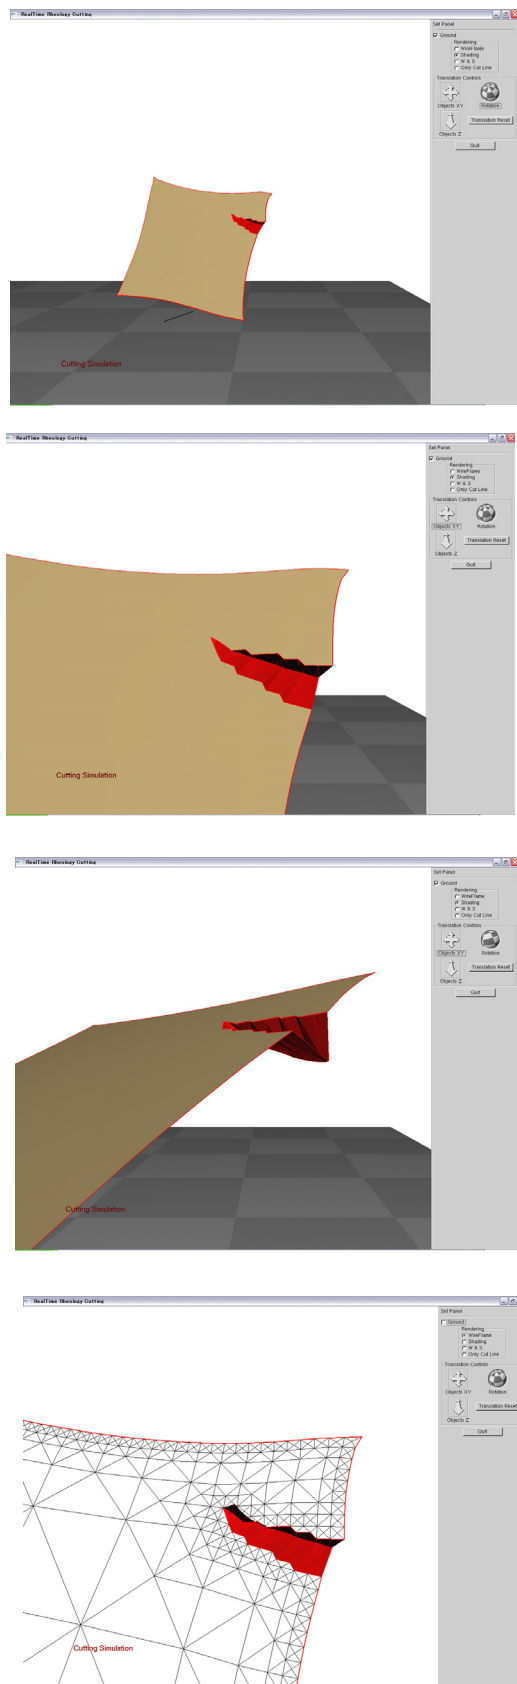 RealTime Rheology Cutting
Set Panel
Ground
Rendering
WireFrame
Shading
W & S
Only Cut Line
Translation Controls
Objects XY
Rotation
Objects Z
Translation Reset
Quit
Cutting Simulation
RealTime Rheology Cutting
Set Panel
Ground
Rendering
WireFrame
Shading
W & S
Only Cut Line
Translation Controls
Objects XY
Rotation
Objects Z
Translation Reset
Quit
Cutting Simulation
RealTime Rheology Cutting
Set Panel
Ground
Rendering
WireFrame
Shading
W & S
Only Cut Line
Translation Controls
Objects XY
Rotation
Objects Z
Translation Reset
Quit
Cutting Simulation
RealTime Rheology Cutting
Set Panel
Ground
Rendering
WireFrame
Shading
W & S
Only Cut Line
Translation Controls
Objects XY
Rotation
Objects Z
Translation Reset
Quit
Cutting Simulation